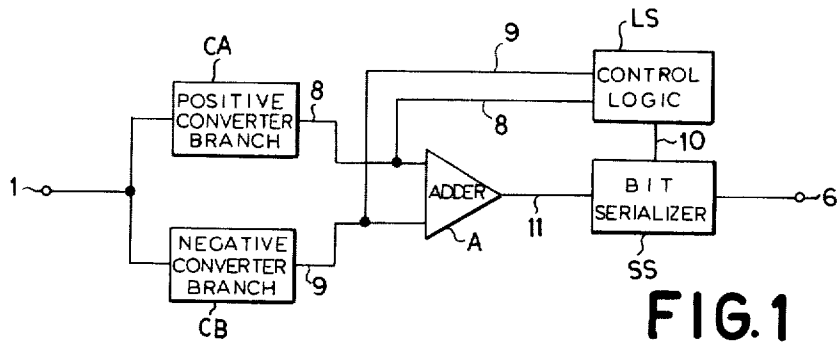 CA
POSITIVE
CONVERTER
BRANCH
8
9
8
LS
CONTROL
LOGIC
10
1
ADDER
A
11
BIT
SERIALIZER
SS
6
NEGATIVE
CONVERTER
BRANCH
9
CB
FIG.1